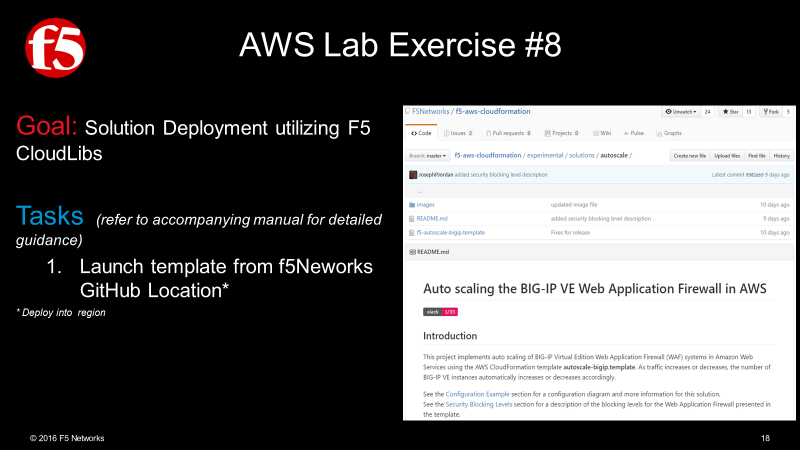 f5
AWS Lab Exercise #8
Goal: Solution Deployment utilizing F5
CloudLibs
Tasks (refer to accompanying manual for detailed
guidance)
1. Launch template from f5Neworks
GitHub Location*
* Deploy into region
F5Networks / f5-aws-cloudformation
Unwatch 24 Star 13 Fork 5
Code Issues 2 Pull requests 0 Projects 0 Wiki Pulse Graphs
Branch: master f5-aws-cloudformation / experimental / solutions / autoscale / Create new file Upload files Find file History
JosephPJordan added security blocking level description Latest commit 9 days ago
..
images updated image file 10 days ago
README.md added security blocking level description 9 days ago
f5-autoscale-bigip.template Fixes for release 10 days ago
README.md
Auto scaling the BIG-IP VE Web Application Firewall in AWS
slack 1/33
Introduction
This project implements auto scaling of BIG-IP Virtual Edition Web Application Firewall (WAF) systems in Amazon Web
Services using the AWS CloudFormation template autoscale-bigip.template. As traffic increases or decreases, the number of
BIG-IP VE instances automatically increases or decreases accordingly.
See the Configuration Example section for a configuration diagram and more information for this solution.
See the Security Blocking Levels section for a description of the blocking levels for the Web Application Firewall presented in
the template.
© 2016 F5 Networks
18